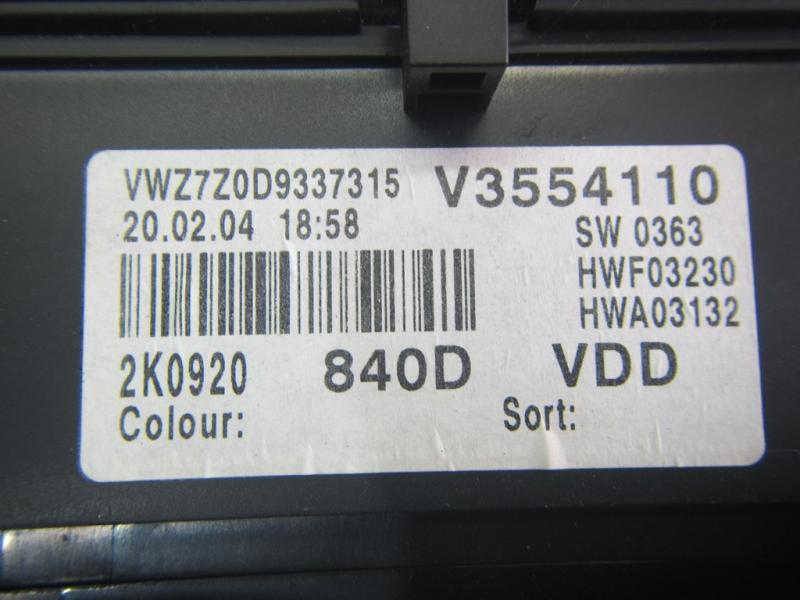 VWZ7Z0D9337315 V3554110
20.02.04 18:58 SW 0363
HWF03230
HWA03132
2K0920 840D VDD
Colour: Sort: